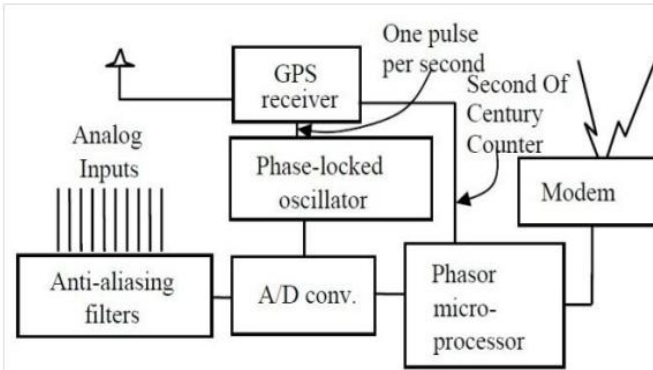 One pulse
per second
GPS
receiver
Second Of
Century
Counter
Analog
Inputs
Phase-locked
oscillator
Modem
Anti-aliasing
filters
A/D conv.
Phasor
micro-
processor